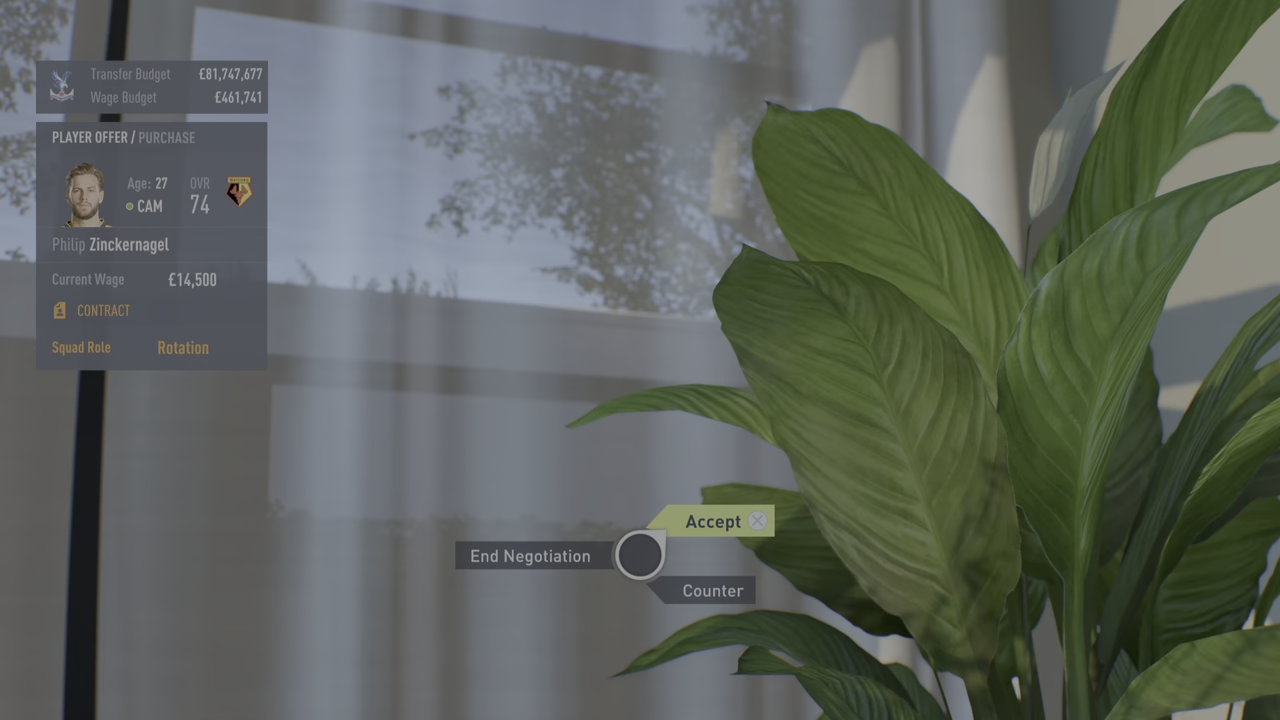 Transfer Budget £81,747,677
Wage Budget £461,741
PLAYER OFFER / PURCHASE
Age: 27 OVR
CAM 74
Philip Zinckernagel
Current Wage £14,500
CONTRACT
Squad Role Rotation
Accept
End Negotiation
Counter